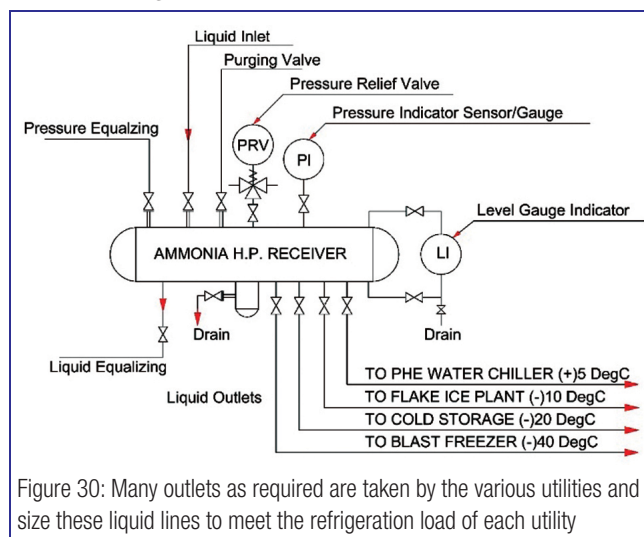 Liquid Inlet
Purging Valve
Pressure Relief Valve
Pressure Equalzing
Pressure Indicator Sensor/Gauge
PRV
PI
Level Gauge Indicator
AMMONIA H.P. RECEIVER
LI
Drain
Drain
Liquid Equalizing
Liquid Outlets
TO PHE WATER CHILLER (+)5 DegC
TO FLAKE ICE PLANT (-)10 DegC
TO COLD STORAGE (-)20 DegC
TO BLAST FREEZER (-)40 DegC
Figure 30: Many outlets as required are taken by the various utilities and
size these liquid lines to meet the refrigeration load of each utility